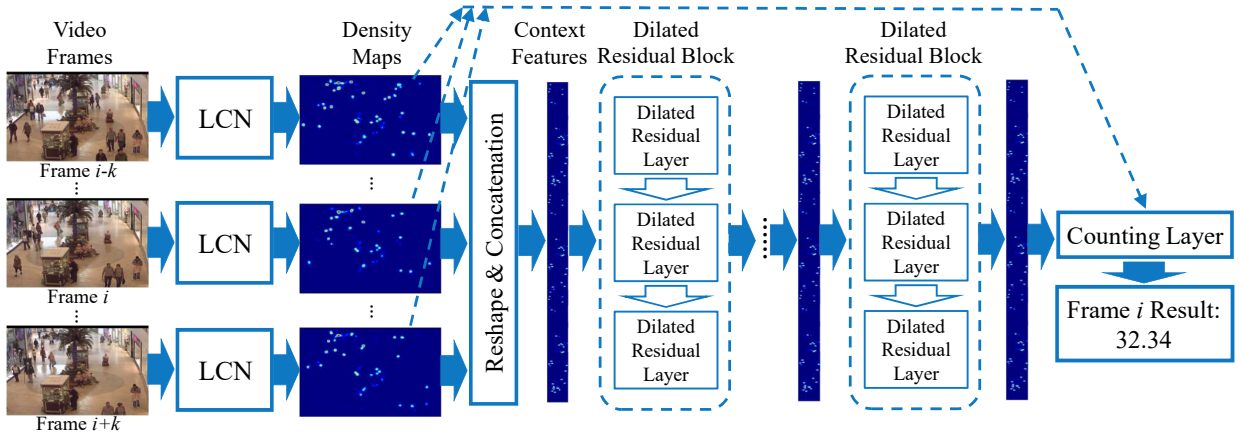 Video
Frames
Density
Maps
Context
Features
Dilated
Residual Block
Dilated
Residual Block
LCN
Frame i-k
LCN
Frame i
LCN
Frame i+k
Reshape & Concatenation
Dilated
Residual
Layer
Dilated
Residual
Layer
Dilated
Residual
Layer
Dilated
Residual
Layer
Dilated
Residual
Layer
Dilated
Residual
Layer
Counting Layer
Frame i Result:
32.34